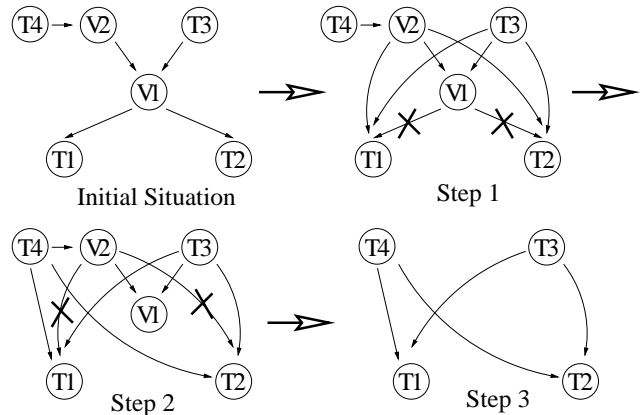 T4 V2 T3
V1
T1 T2
Initial Situation
T4 V2 T3
V1
T1 T2
Step 1
T4 V2 T3
V1
T1 T2
Step 2
T4 T3
T1 T2
Step 3